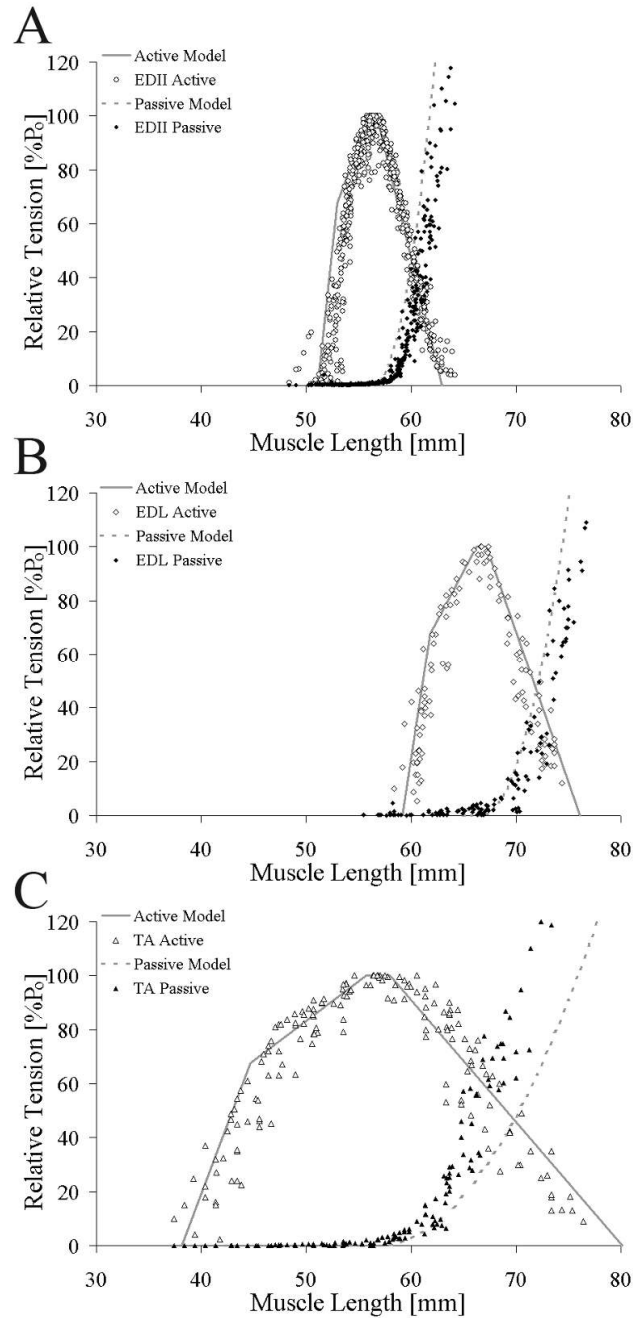 A
Active Model
EDII Active
Passive Model
EDII Passive
120
100
80
60
40
20
0
Relative Tension [%Po]
30 40 50 60 70 80
Muscle Length [mm]
B
Active Model
EDL Active
Passive Model
EDL Passive
120
100
80
60
40
20
0
Relative Tension [%Po]
30 40 50 60 70 80
Muscle Length [mm]
C
Active Model
TA Active
Passive Model
TA Passive
120
100
80
60
40
20
0
Relative Tension [%Po]
30 40 50 60 70 80
Muscle Length [mm]